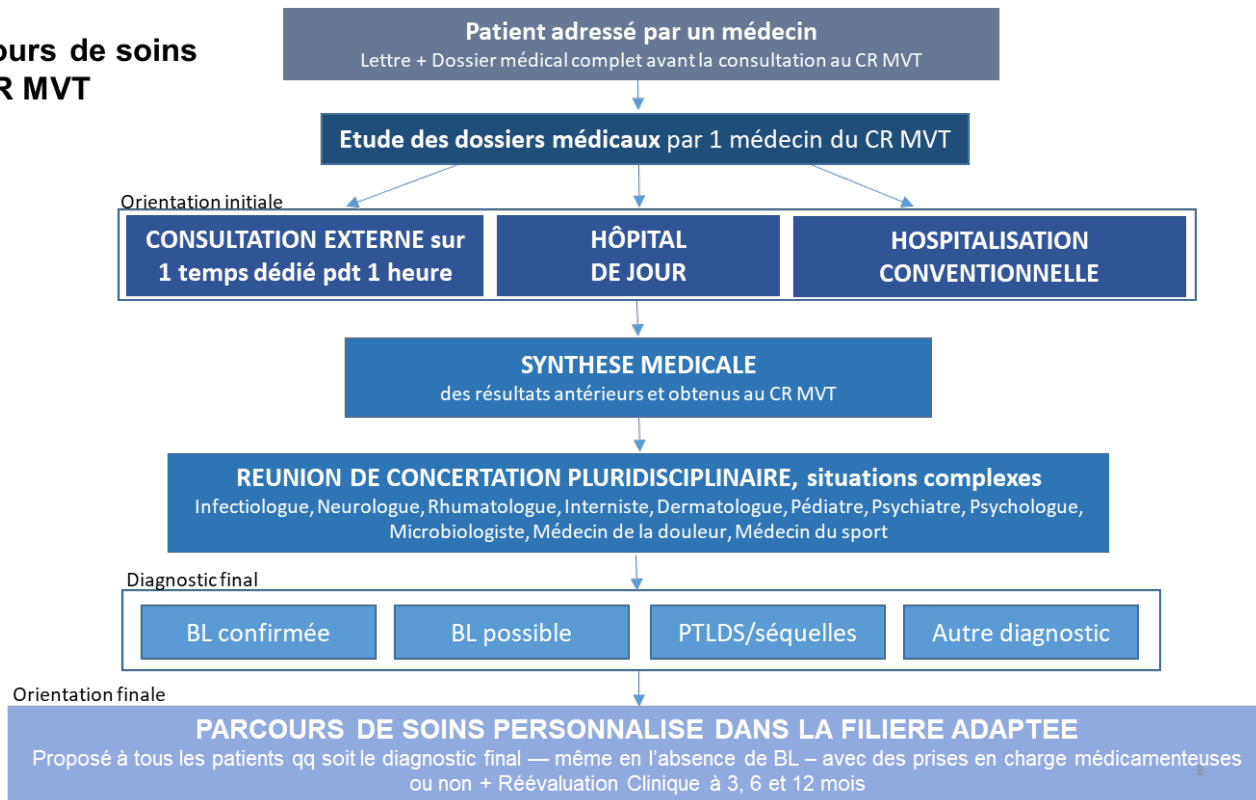 Patient adressé par un médecin
Lettre + Dossier médical complet avant la consultation au CR MVT
ours de soins
R MVT
Etude des dossiers médicaux par 1 médecin du CR MVT
Orientation initiale
CONSULTATION EXTERNE sur
1 temps dédié pdt 1 heure
HÔPITAL
DE JOUR
HOSPITALISATION
CONVENTIONNELLE
SYNTHESE MEDICALE
des résultats antérieurs et obtenus au CR MVT
REUNION DE CONCERTATION PLURIDISCIPLINAIRE, situations complexes
Infectiologue, Neurologue, Rhumatologue, Interniste, Dermatologue, Pédiatre, Psychiatre, Psychologue,
Microbiologiste, Médecin de la douleur, Médecin du sport
Diagnostic final
BL confirmée
BL possible
PTLDS/séquelles
Autre diagnostic
Orientation finale
PARCOURS DE SOINS PERSONNALISE DANS LA FILIERE ADAPTEE
Proposé à tous les patients qq soit le diagnostic final — même en l'absence de BL – avec des prises en charge médicamenteuses
ou non + Réévaluation Clinique à 3, 6 et 12 mois